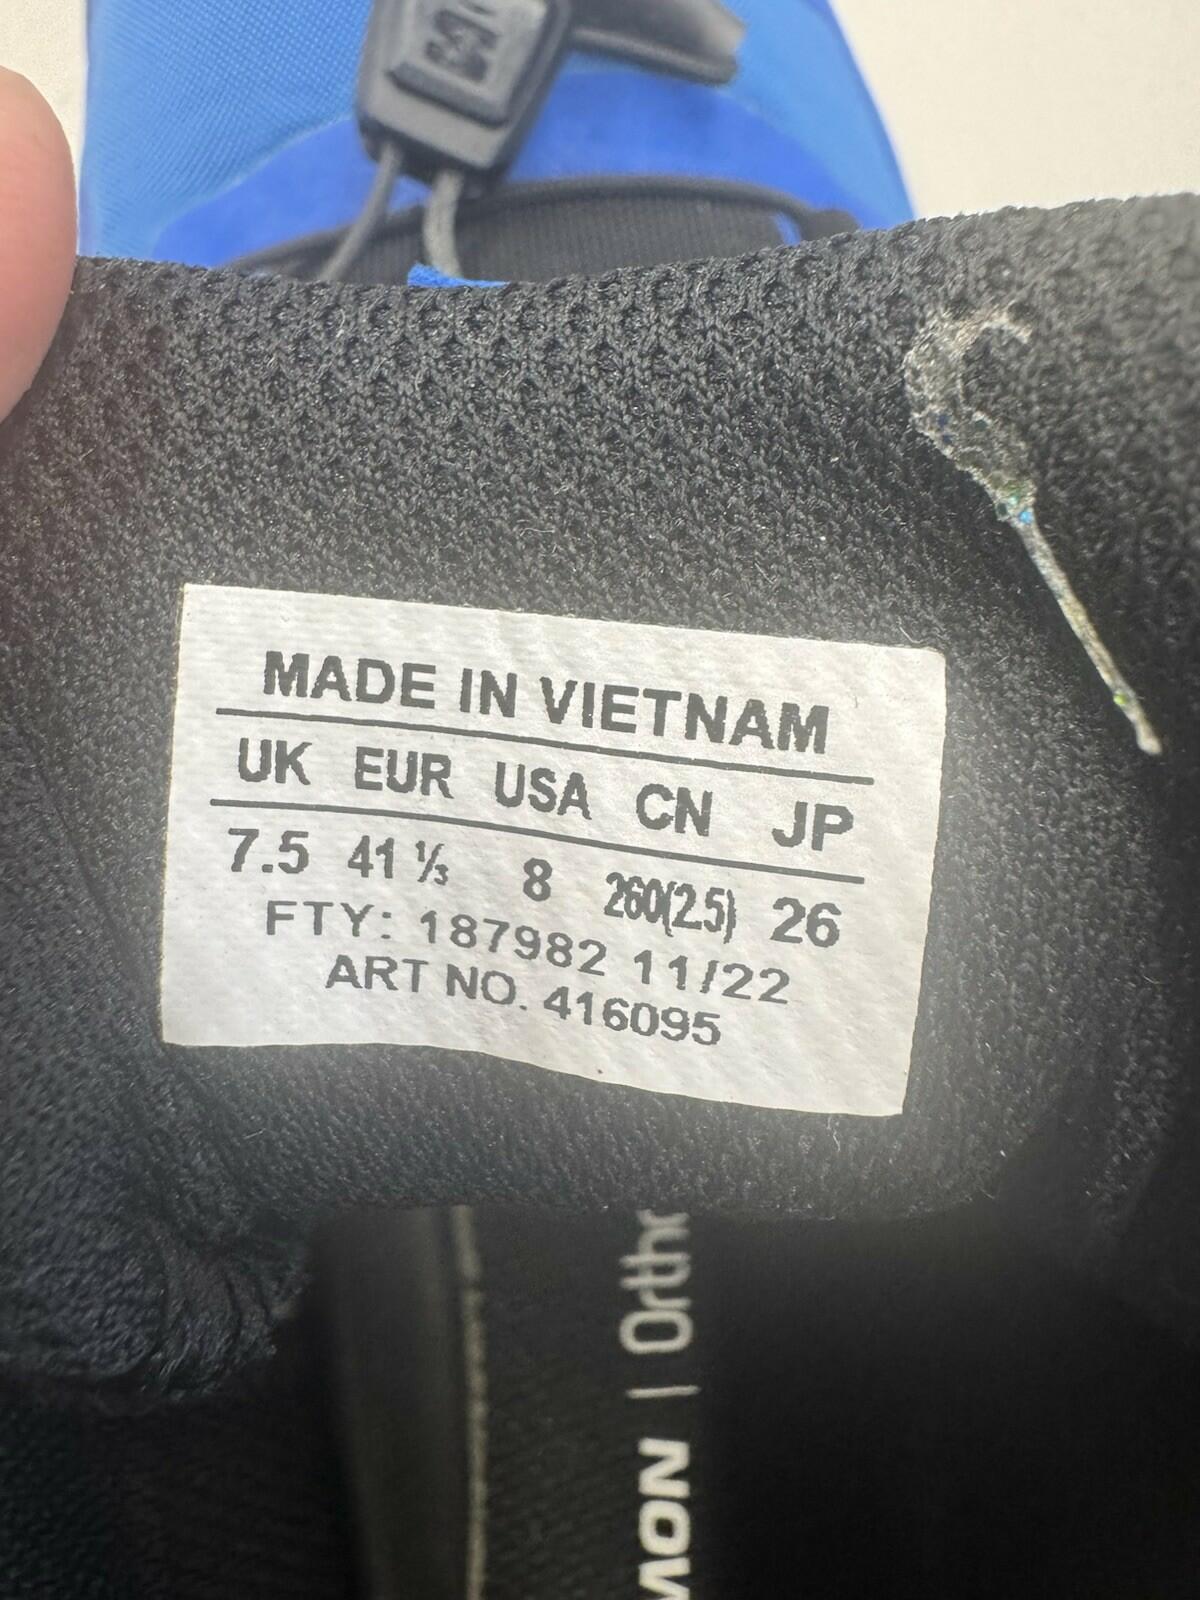 MADE IN VIETNAM
UK EUR USA CN JP
7.5 41 ⅓ 8 260(2.5) 26
FTY: 187982 11/22
ART NO. 416095
MON | Ortho